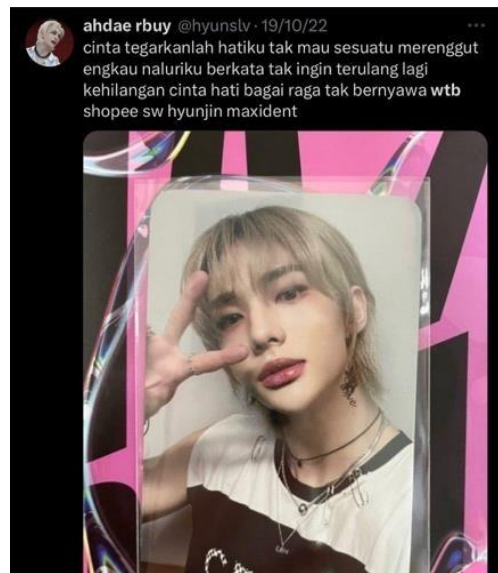 ahdae rbuy @hyunslv · 19/10/22
cinta tegarkanlah hatiku tak mau sesuatu merenggut
engkau naluriku berkata tak ingin terulang lagi
kehilangan cinta hati bagai raga tak bernyawa wtb
shopee sw hyunjin maxident